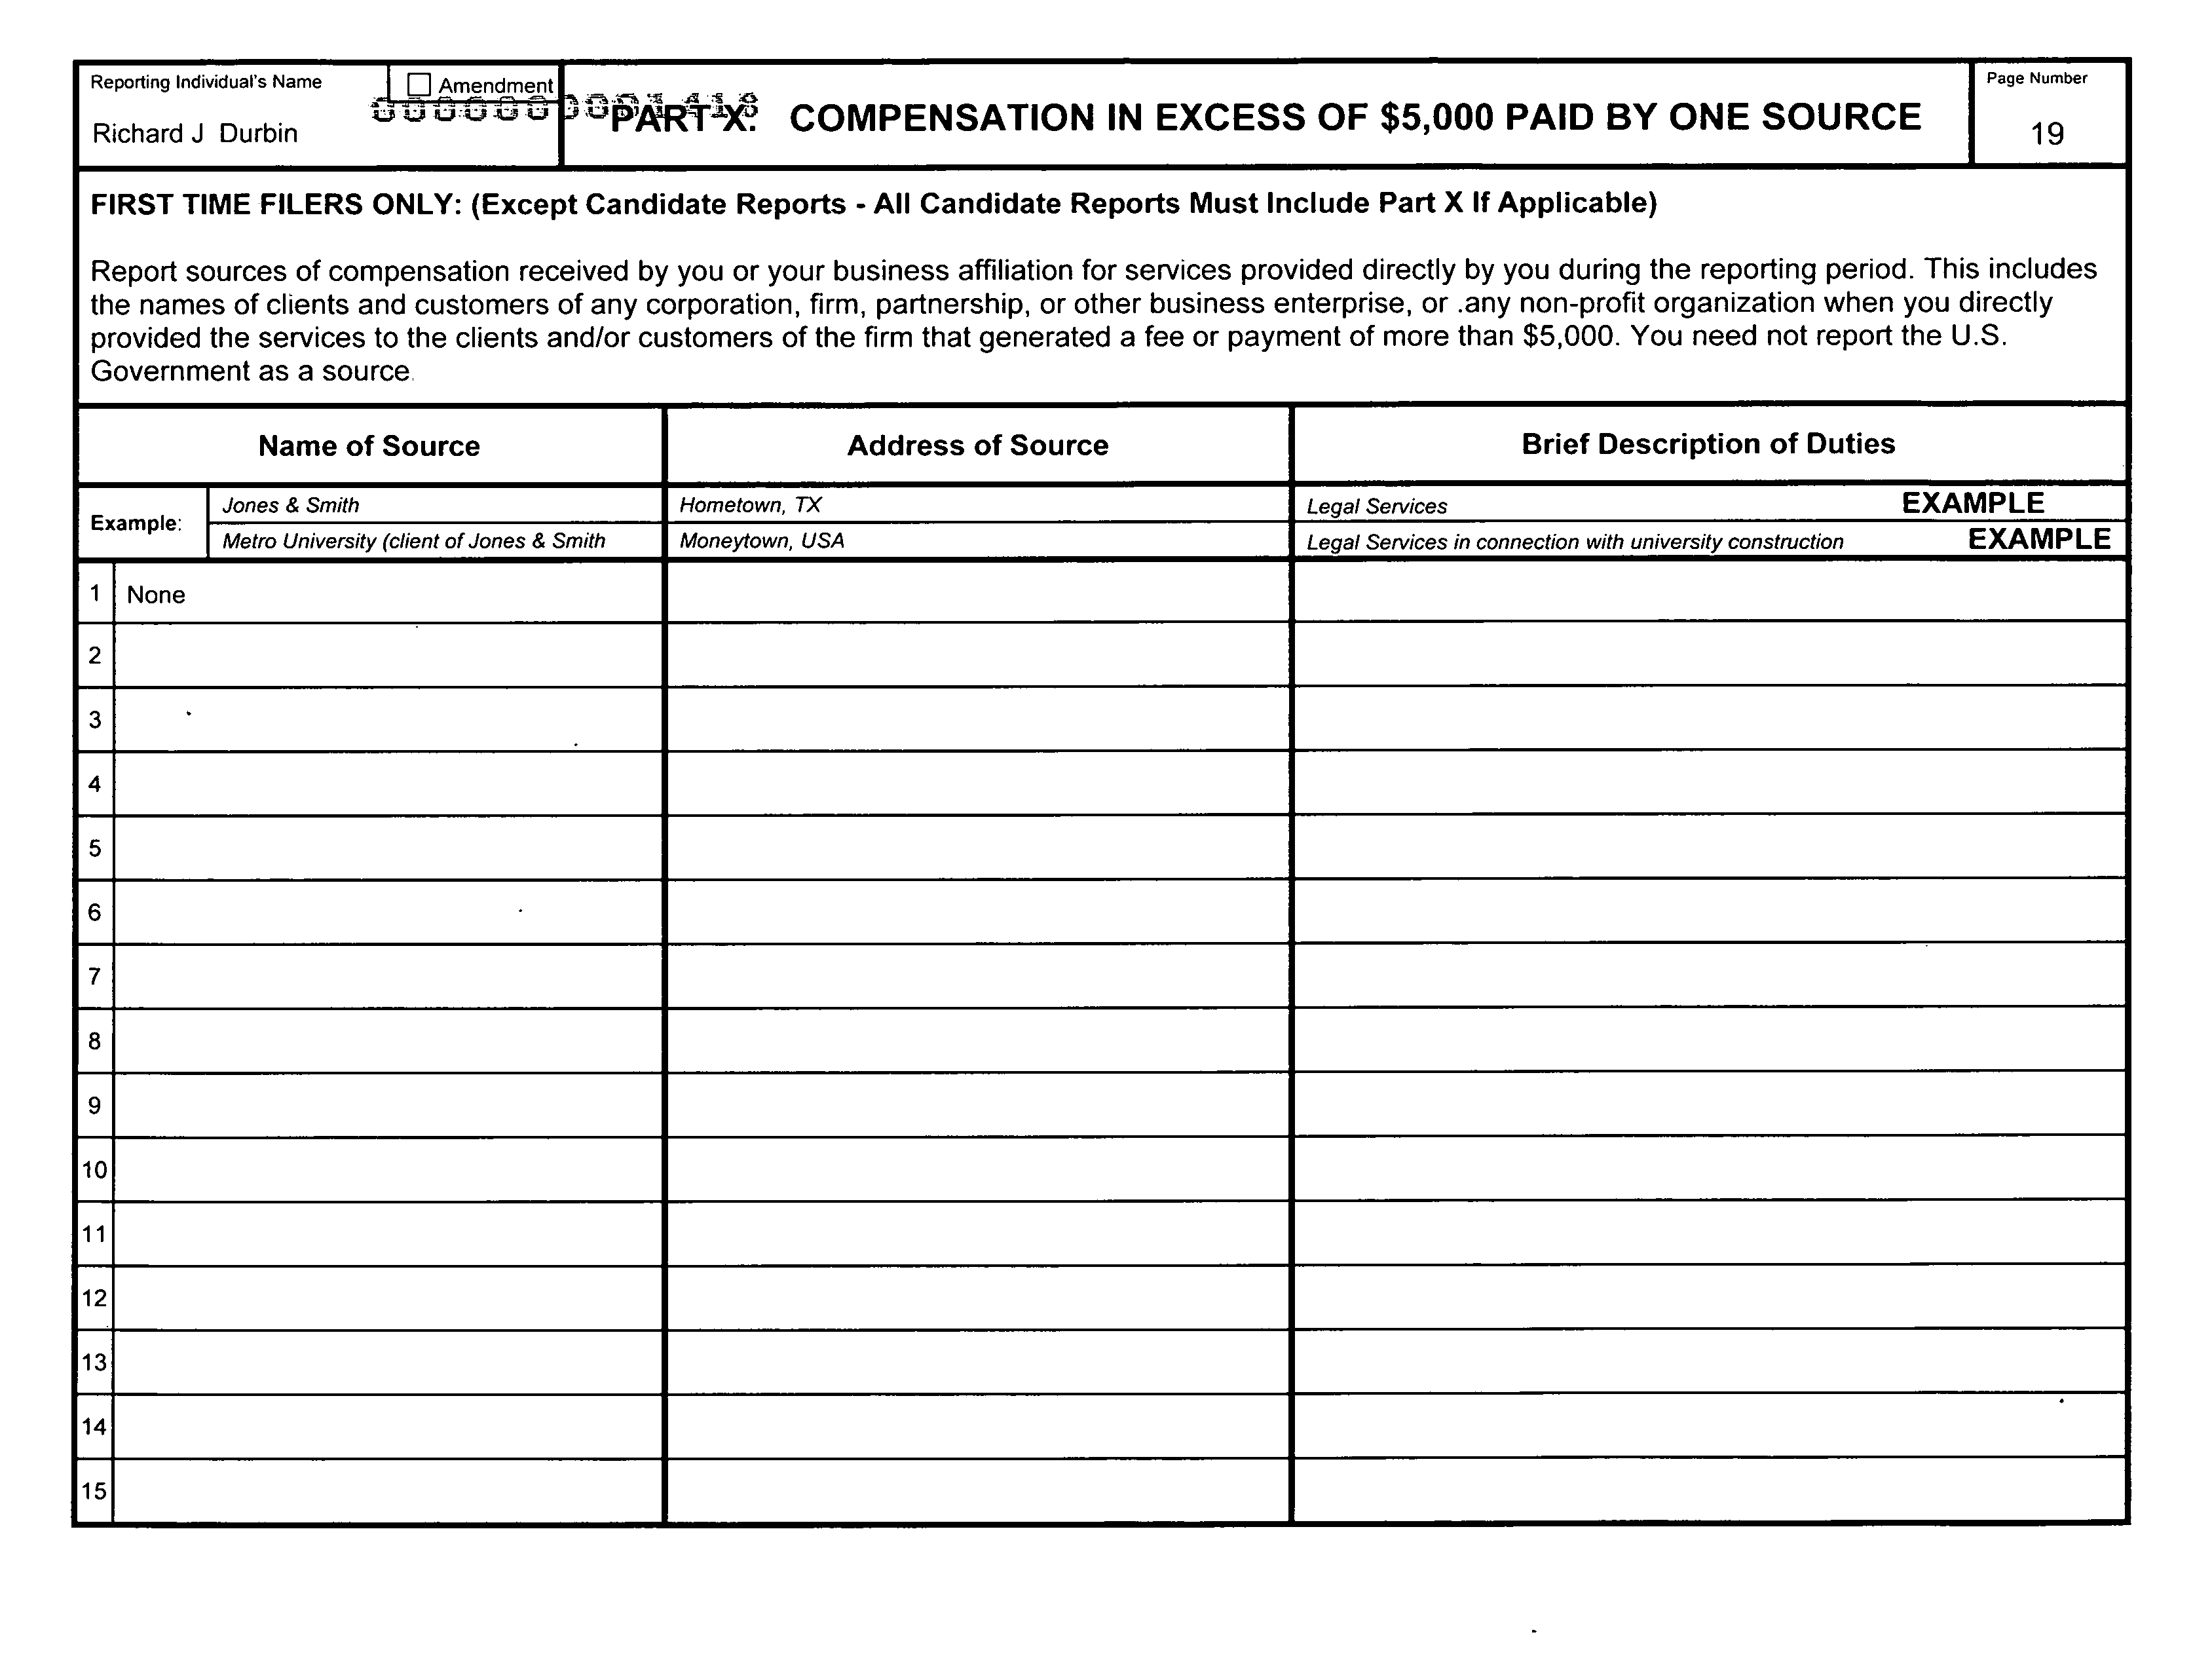 Reporting Individual's Name
Amendment
Richard J Durbin
PART X: COMPENSATION IN EXCESS OF $5,000 PAID BY ONE SOURCE
Page Number
19
FIRST TIME FILERS ONLY: (Except Candidate Reports - All Candidate Reports Must Include Part X If Applicable)
Report sources of compensation received by you or your business affiliation for services provided directly by you during the reporting period. This includes
the names of clients and customers of any corporation, firm, partnership, or other business enterprise, or .any non-profit organization when you directly
provided the services to the clients and/or customers of the firm that generated a fee or payment of more than $5,000. You need not report the U.S.
Government as a source.
Name of Source Address of Source Brief Description of Duties
Example:
Jones & Smith Hometown, TX Legal Services EXAMPLE
Metro University (client of Jones & Smith Moneytown, USA Legal Services in connection with university construction EXAMPLE
1 None
2
3
4
5
6
7
8
9
10
11
12
13
14
15